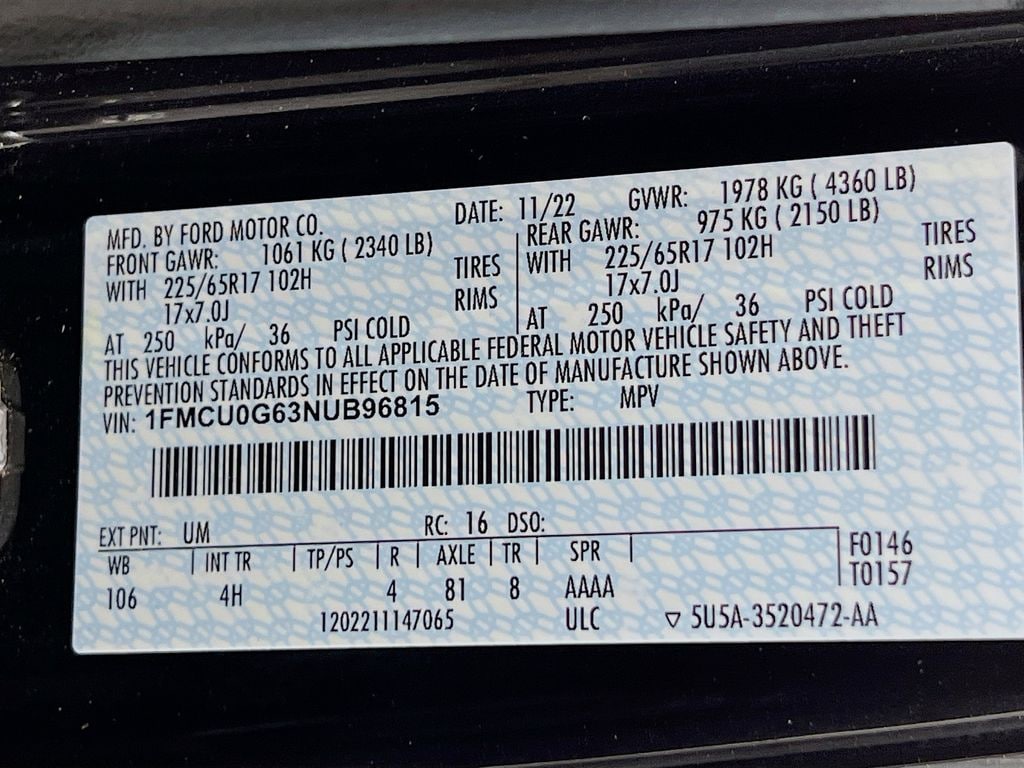 MFD. BY FORD MOTOR CO. DATE: 11/22 GVWR: 1978 KG ( 4360 LB)
FRONT GAWR: 1061 KG ( 2340 LB) REAR GAWR: 975 KG ( 2150 LB)
WITH 225/65R17 102H TIRES WITH 225/65R17 102H TIRES
17x7.0J RIMS 17x7.0J RIMS
AT 250 kPa/ 36 PSI COLD AT 250 kPa/ 36 PSI COLD
THIS VEHICLE CONFORMS TO ALL APPLICABLE FEDERAL MOTOR VEHICLE SAFETY AND THEFT
PREVENTION STANDARDS IN EFFECT ON THE DATE OF MANUFACTURE SHOWN ABOVE.
VIN: 1FMCU0G63NUB96815 TYPE: MPV
EXT PNT: UM RC: 16 DSO:
WB | INT TR | TP/PS | R | AXLE | TR | SPR | F0146
106 4H 4 81 8 AAAA T0157
1202211147065 ULC ▽ 5U5A-3520472-AA